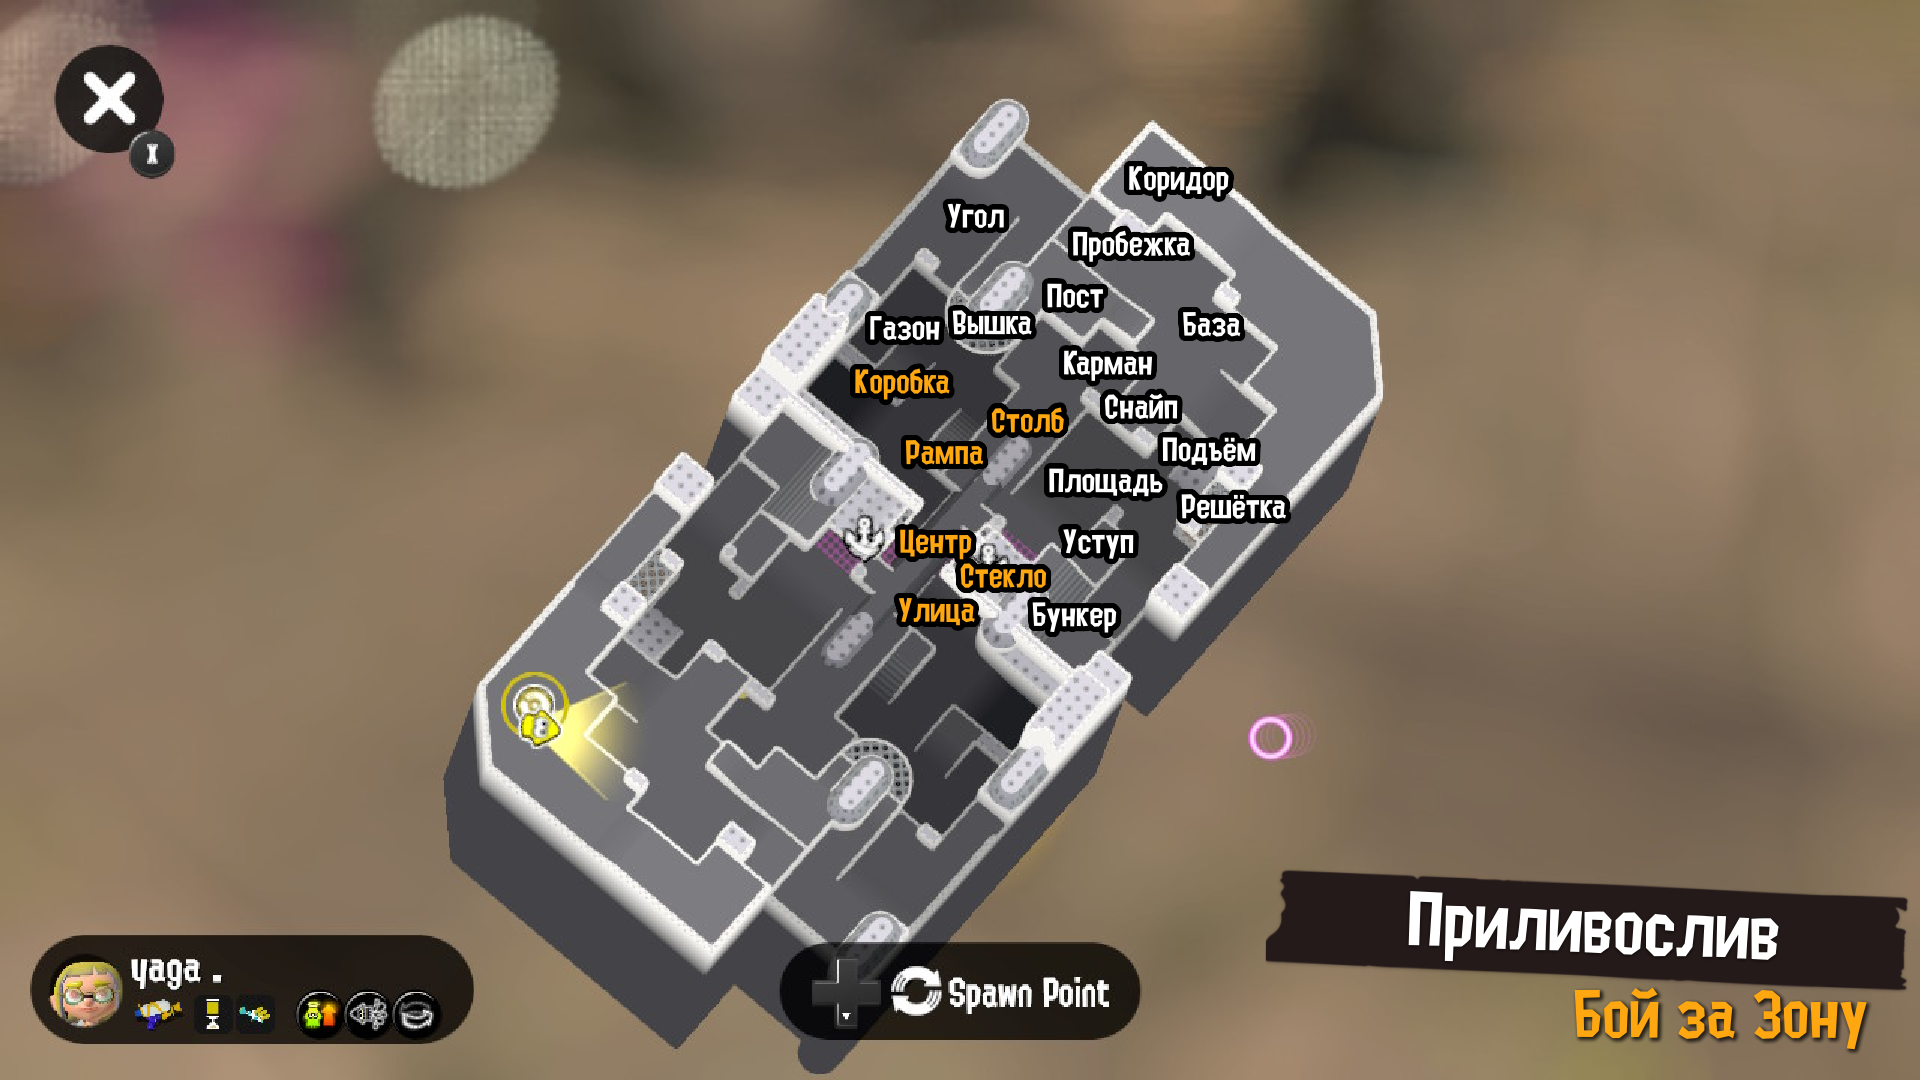 X
Коридор
Угол
Пробежка
Пост
Газон
Вышка
База
Карман
Коробка
Снайп
Столб
Рампа
Подъём
Площадь
Решётка
Центр
Уступ
Стекло
Улица
Бункер
Приливослив
yaga .
Spawn Point
Бой за Зону